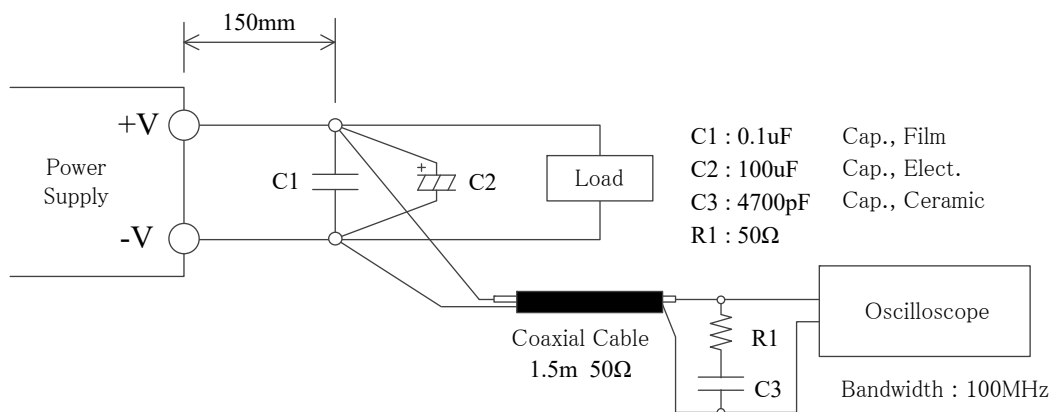 150mm
+V
Power
Supply
-V
C1
+
C2
Load
C1 : 0.1uF Cap., Film
C2 : 100uF Cap., Elect.
C3 : 4700pF Cap., Ceramic
R1 : 50Ω
Coaxial Cable
1.5m 50Ω
R1
C3
Oscilloscope
Bandwidth : 100MHz